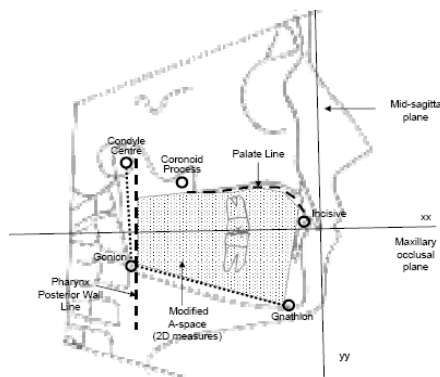 Mid-sagittal
plane
Condyle
Centre
Coronoid
Process
Palate Line
Incisive
xx
Maxillary
occlusal
plane
Gonion
Pharynx
Posterior Wall
Line
Modified
A-space
(2D measures)
Gnathion
yy